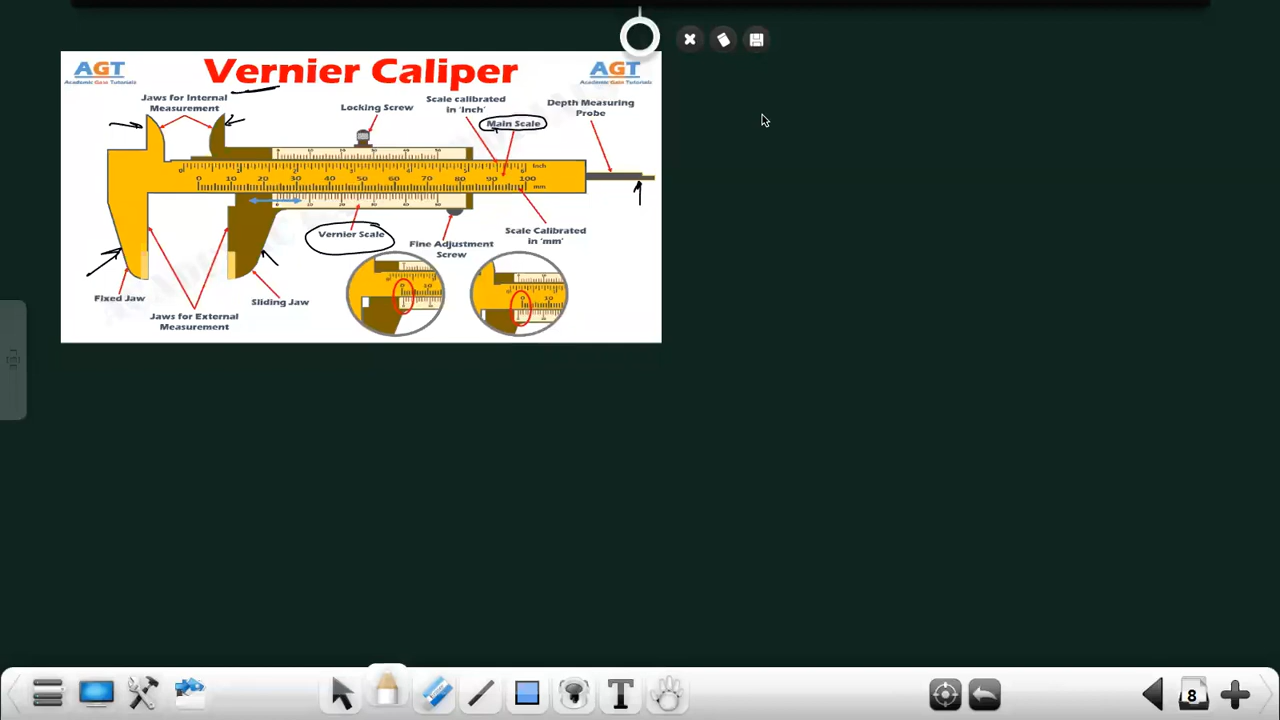 AGT
Academic Gain Tutorials
Vernier Caliper
AGT
Academic Gain Tutorials
Jaws for Internal
Measurement
Locking Screw
Scale calibrated
in 'Inch'
Main Scale
Depth Measuring
Probe
Inch
0 10 20 30 40 50 60 70 80 90 100 mm
Vernier Scale
Fine Adjustment
Screw
Scale Calibrated
in 'mm'
Fixed Jaw
Sliding Jaw
Jaws for External
Measurement
8